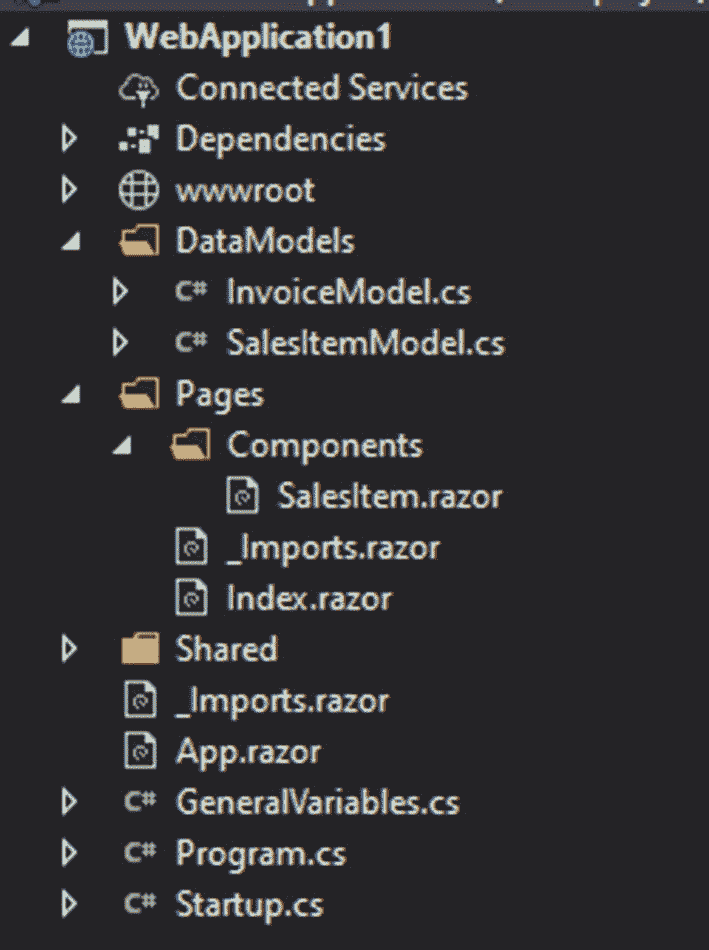 WebApplication1
Connected Services
Dependencies
wwwroot
DataModels
C# InvoiceModel.cs
C# SalesItemModel.cs
Pages
Components
SalesItem.razor
_Imports.razor
Index.razor
Shared
_Imports.razor
App.razor
C# GeneralVariables.cs
C# Program.cs
C# Startup.cs